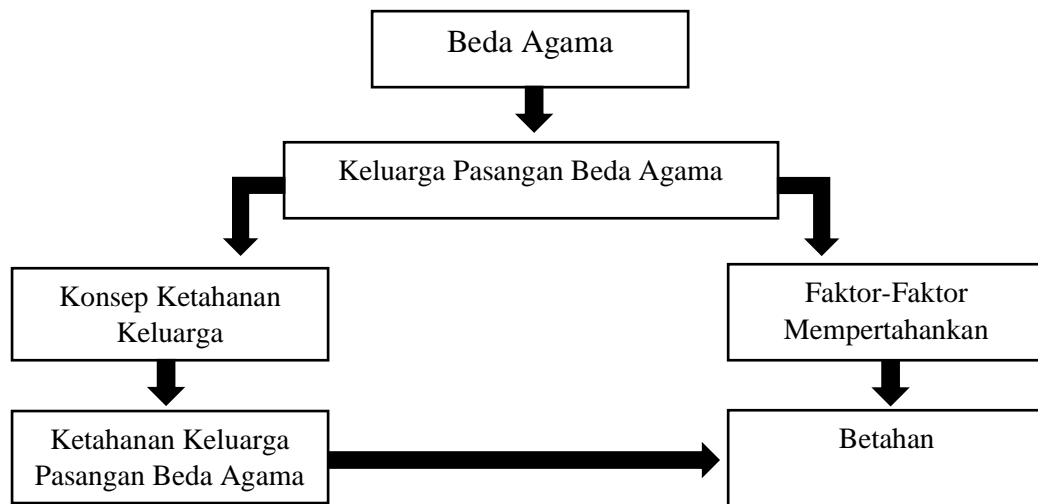 Beda Agama
Keluarga Pasangan Beda Agama
Konsep Ketahanan
Keluarga
Faktor-Faktor
Mempertahankan
Ketahanan Keluarga
Pasangan Beda Agama
Betahan